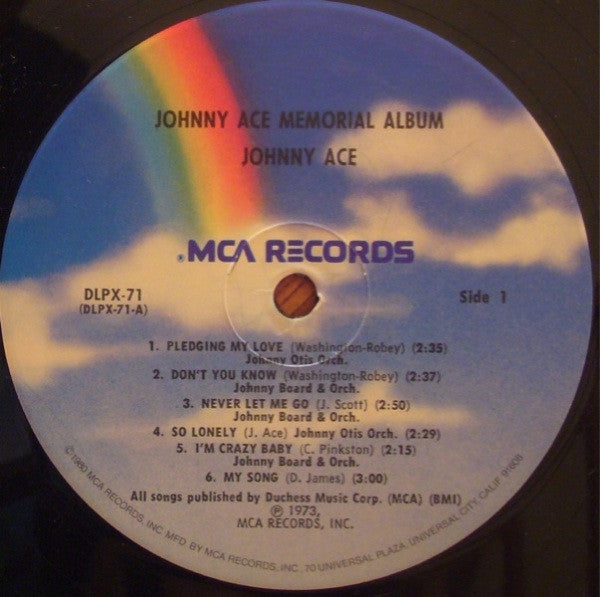 JOHNNY ACE MEMORIAL ALBUM
JOHNNY ACE
®MCA RECORDS
DLPX-71
(DLPX-71-A)
Side 1
1. PLEDGING MY LOVE (Washington-Robey) (2:35)
Johnny Otis Orch.
2. DON'T YOU KNOW (Washington-Robey) (2:37)
Johnny Board & Orch.
3. NEVER LET ME GO (J. Scott) (2:50)
Johnny Board & Orch.
4. SO LONELY (J. Ace) Johnny Otis Orch. (2:29)
5. I'M CRAZY BABY (C. Pinkston) (2:15)
Johnny Board & Orch.
6. MY SONG (D. James) (3:00)
All songs published by Duchess Music Corp. (MCA) (BMI)
℗ 1973,
MCA RECORDS, INC.
©1980 MCA RECORDS, INC. MFD. BY MCA RECORDS, INC. 70 UNIVERSAL PLAZA, UNIVERSAL CITY, CALIF. 91608